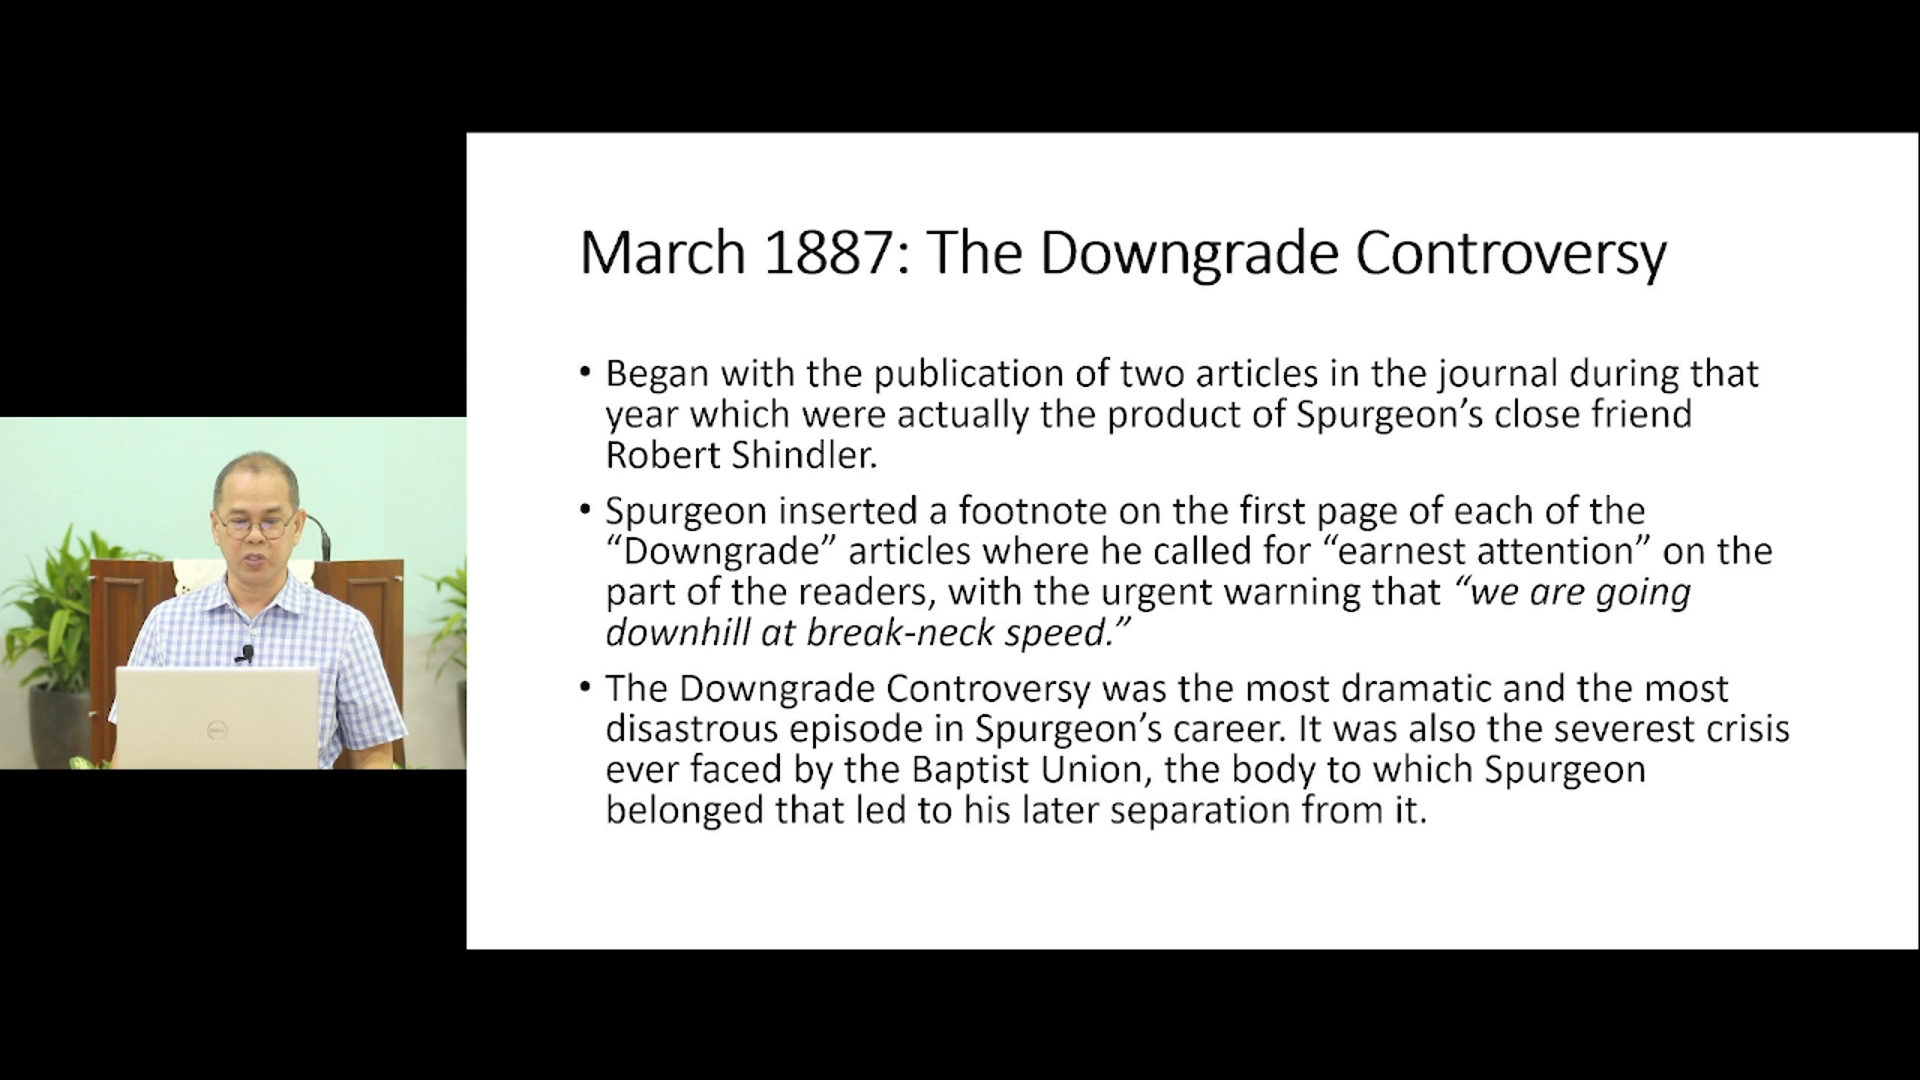 March 1887: The Downgrade Controversy
• Began with the publication of two articles in the journal during that
year which were actually the product of Spurgeon’s close friend
Robert Shindler.
• Spurgeon inserted a footnote on the first page of each of the
“Downgrade” articles where he called for “earnest attention” on the
part of the readers, with the urgent warning that “we are going
downhill at break-neck speed.”
• The Downgrade Controversy was the most dramatic and the most
disastrous episode in Spurgeon’s career. It was also the severest crisis
ever faced by the Baptist Union, the body to which Spurgeon
belonged that led to his later separation from it.
DELL